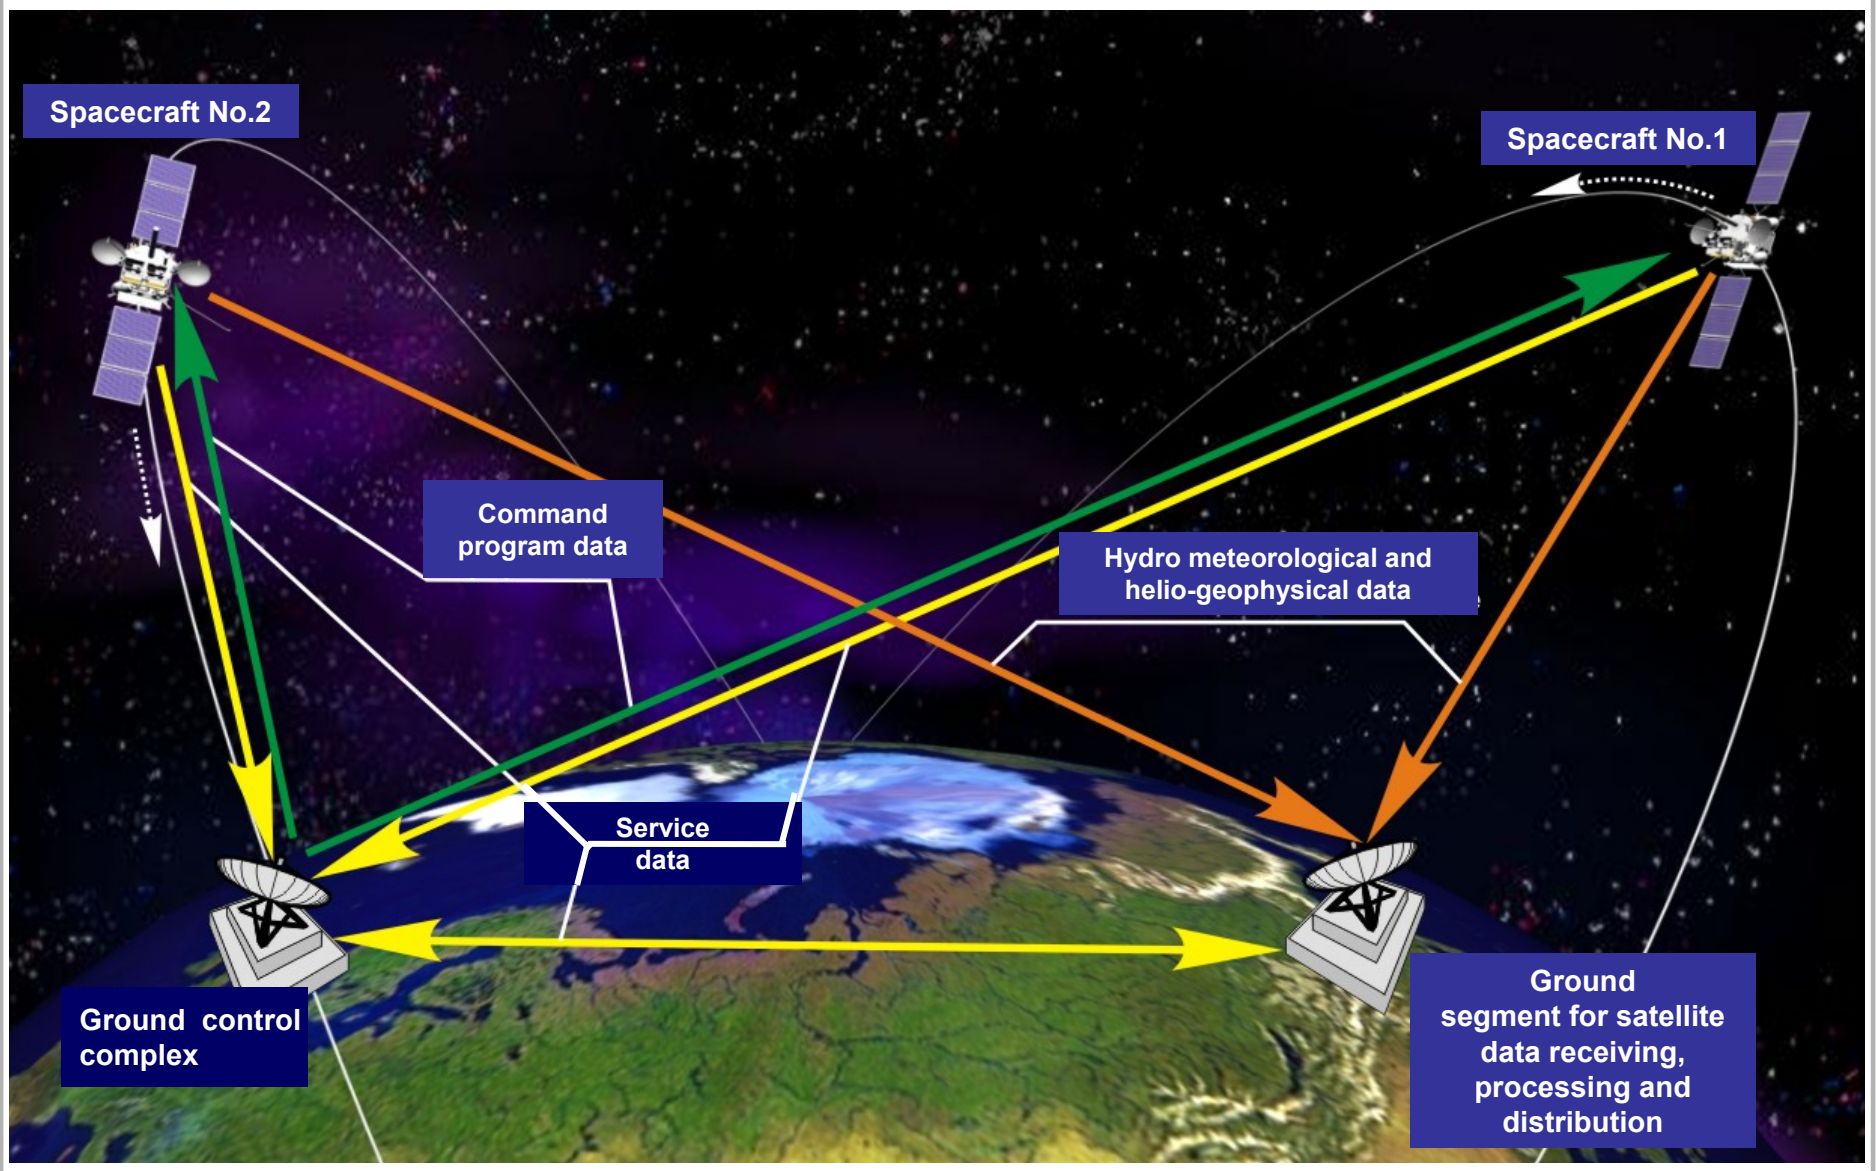 Spacecraft No.2
Spacecraft No.1
Command
program data
Hydro meteorological and
helio-geophysical data
Service
data
Ground control
complex
Ground
segment for satellite
data receiving,
processing and
distribution